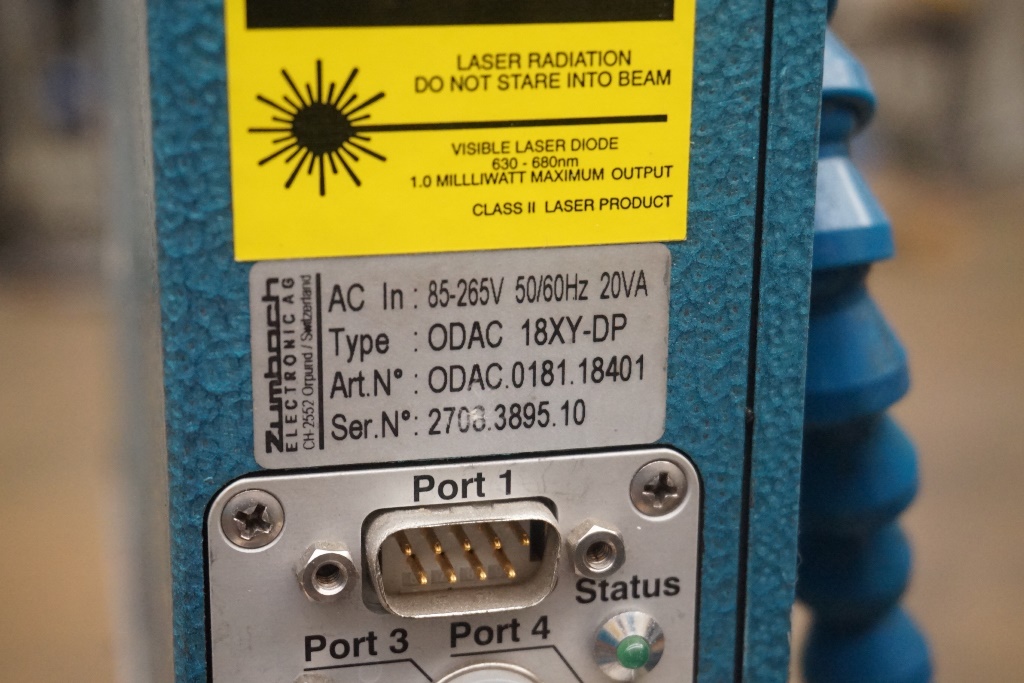 LASER RADIATION
DO NOT STARE INTO BEAM
VISIBLE LASER DIODE
630 - 680nm
1.0 MILLLIWATT MAXIMUM OUTPUT
CLASS II LASER PRODUCT
Zumbach
ELECTRONIC AG
CH-2552 Orpund / Switzerland
AC In : 85-265V 50/60Hz 20VA
Type : ODAC 18XY-DP
Art.N° : ODAC.0181.18401
Ser.N° : 2708.3895.10
Port 1
Status
Port 3
Port 4